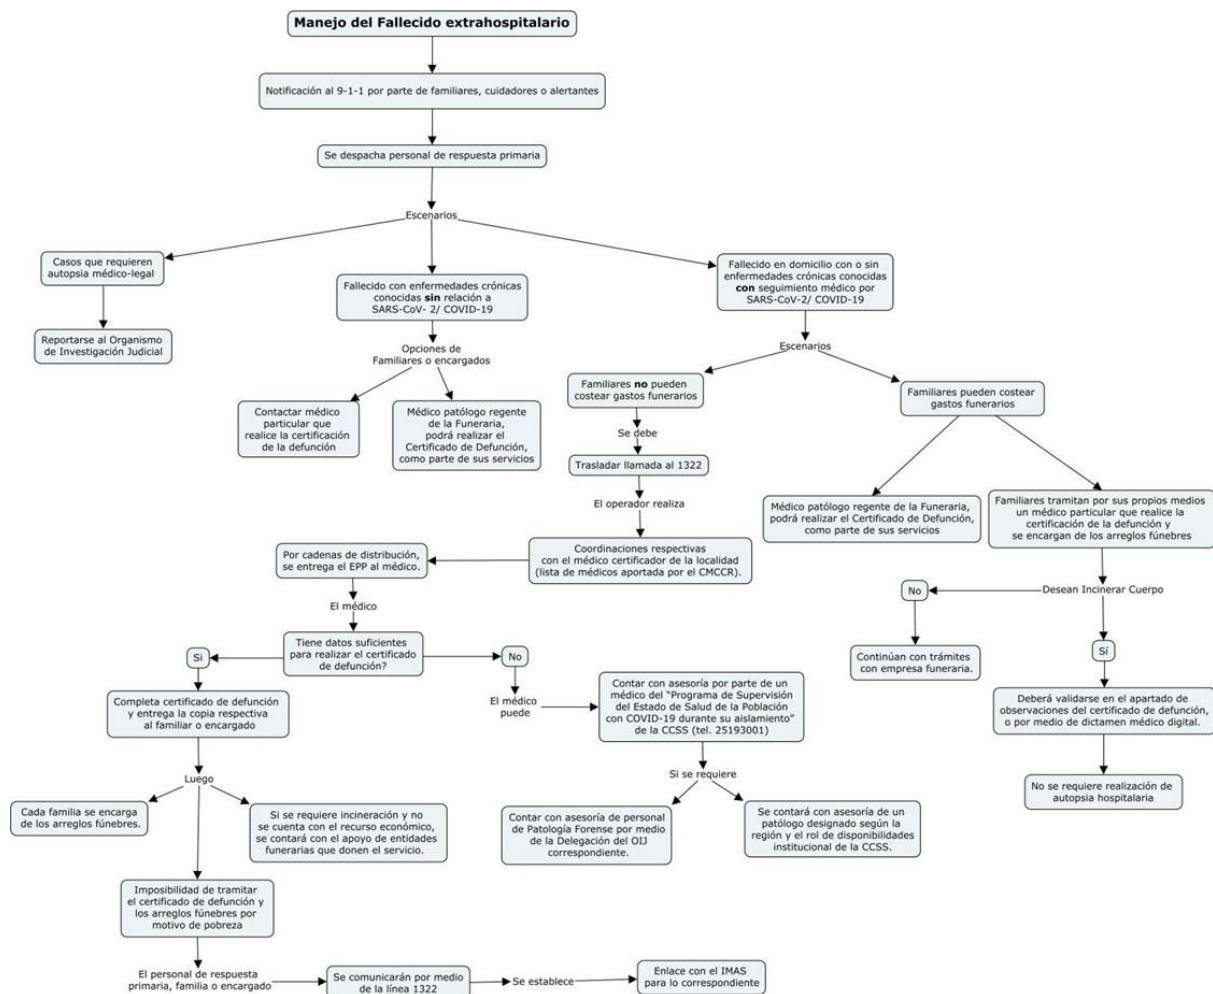 Manejo del Fallecido extrahospitalario
Notificación al 9-1-1 por parte de familiares, cuidadores o alertantes
Se despacha personal de respuesta primaria
Escenarios
Casos que requieren
autopsia médico-legal
Reportarse al Organismo
de Investigación Judicial
Fallecido con enfermedades crónicas
conocidas sin relación a
SARS-CoV- 2/ COVID-19
Opciones de
Familiares o encargados
Contactar médico
particular que
realice la certificación
de la defunción
Médico patólogo regente
de la Funeraria,
podrá realizar el
Certificado de Defunción,
como parte de sus servicios
Fallecido en domicilio con o sin
enfermedades crónicas conocidas
con seguimiento médico por
SARS-CoV-2/ COVID-19
Escenarios
Familiares no pueden
costear gastos funerarios
Se debe
Trasladar llamada al 1322
El operador realiza
Coordinaciones respectivas
con el médico certificador de la localidad
(lista de médicos aportada por el CMCCR).
Por cadenas de distribución,
se entrega el EPP al médico.
El médico
Tiene datos suficientes
para realizar el certificado
de defunción?
Si
Completa certificado de defunción
y entrega la copia respectiva
al familiar o encargado
Luego
Cada familia se encarga
de los arreglos fúnebres.
Si se requiere incineración y no
se cuenta con el recurso económico,
se contará con el apoyo de entidades
funerarias que donen el servicio.
Imposibilidad de tramitar
el certificado de defunción y
los arreglos fúnebres por
motivo de pobreza
El personal de respuesta
primaria, familia o encargado
Se comunicarán por medio
de la línea 1322
Se establece
Enlace con el IMAS
para lo correspondiente
No
El médico
puede
Contar con asesoría por parte de un
médico del "Programa de Supervisión
del Estado de Salud de la Población
con COVID-19 durante su aislamiento"
de la CCSS (tel. 25193001)
Si se requiere
Contar con asesoría de personal
de Patología Forense por medio
de la Delegación del OIJ
correspondiente.
Se contará con asesoría de un
patólogo designado según la
región y el rol de disponibilidades
institucional de la CCSS.
Familiares pueden costear
gastos funerarios
Médico patólogo regente de la Funeraria,
podrá realizar el Certificado de Defunción,
como parte de sus servicios
Familiares tramitan por sus propios medios
un médico particular que realice la
certificación de la defunción y
se encargan de los arreglos fúnebres
Desean Incinerar Cuerpo
No
Continúan con trámites
con empresa funeraria.
Sí
Deberá validarse en el apartado de
observaciones del certificado de defunción,
o por medio de dictamen médico digital.
No se requiere realización de
autopsia hospitalaria